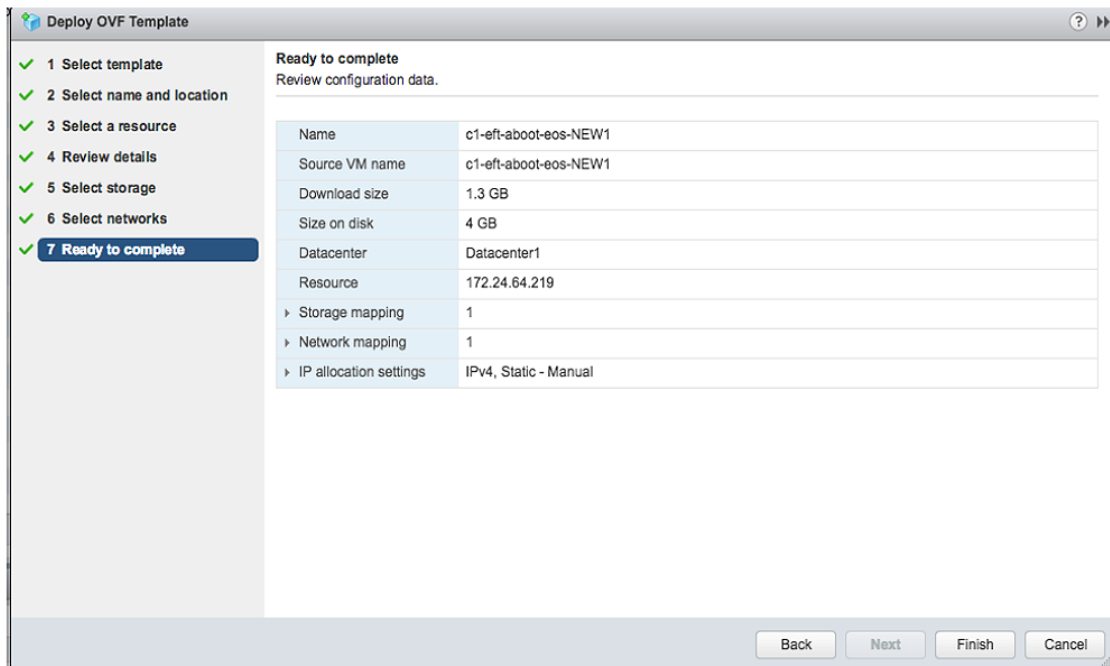 Deploy OVF Template
?
1 Select template
2 Select name and location
3 Select a resource
4 Review details
5 Select storage
6 Select networks
7 Ready to complete
Ready to complete
Review configuration data.
Name c1-eft-aboot-eos-NEW1
Source VM name c1-eft-aboot-eos-NEW1
Download size 1.3 GB
Size on disk 4 GB
Datacenter Datacenter1
Resource 172.24.64.219
Storage mapping 1
Network mapping 1
IP allocation settings IPv4, Static - Manual
Back Next Finish Cancel